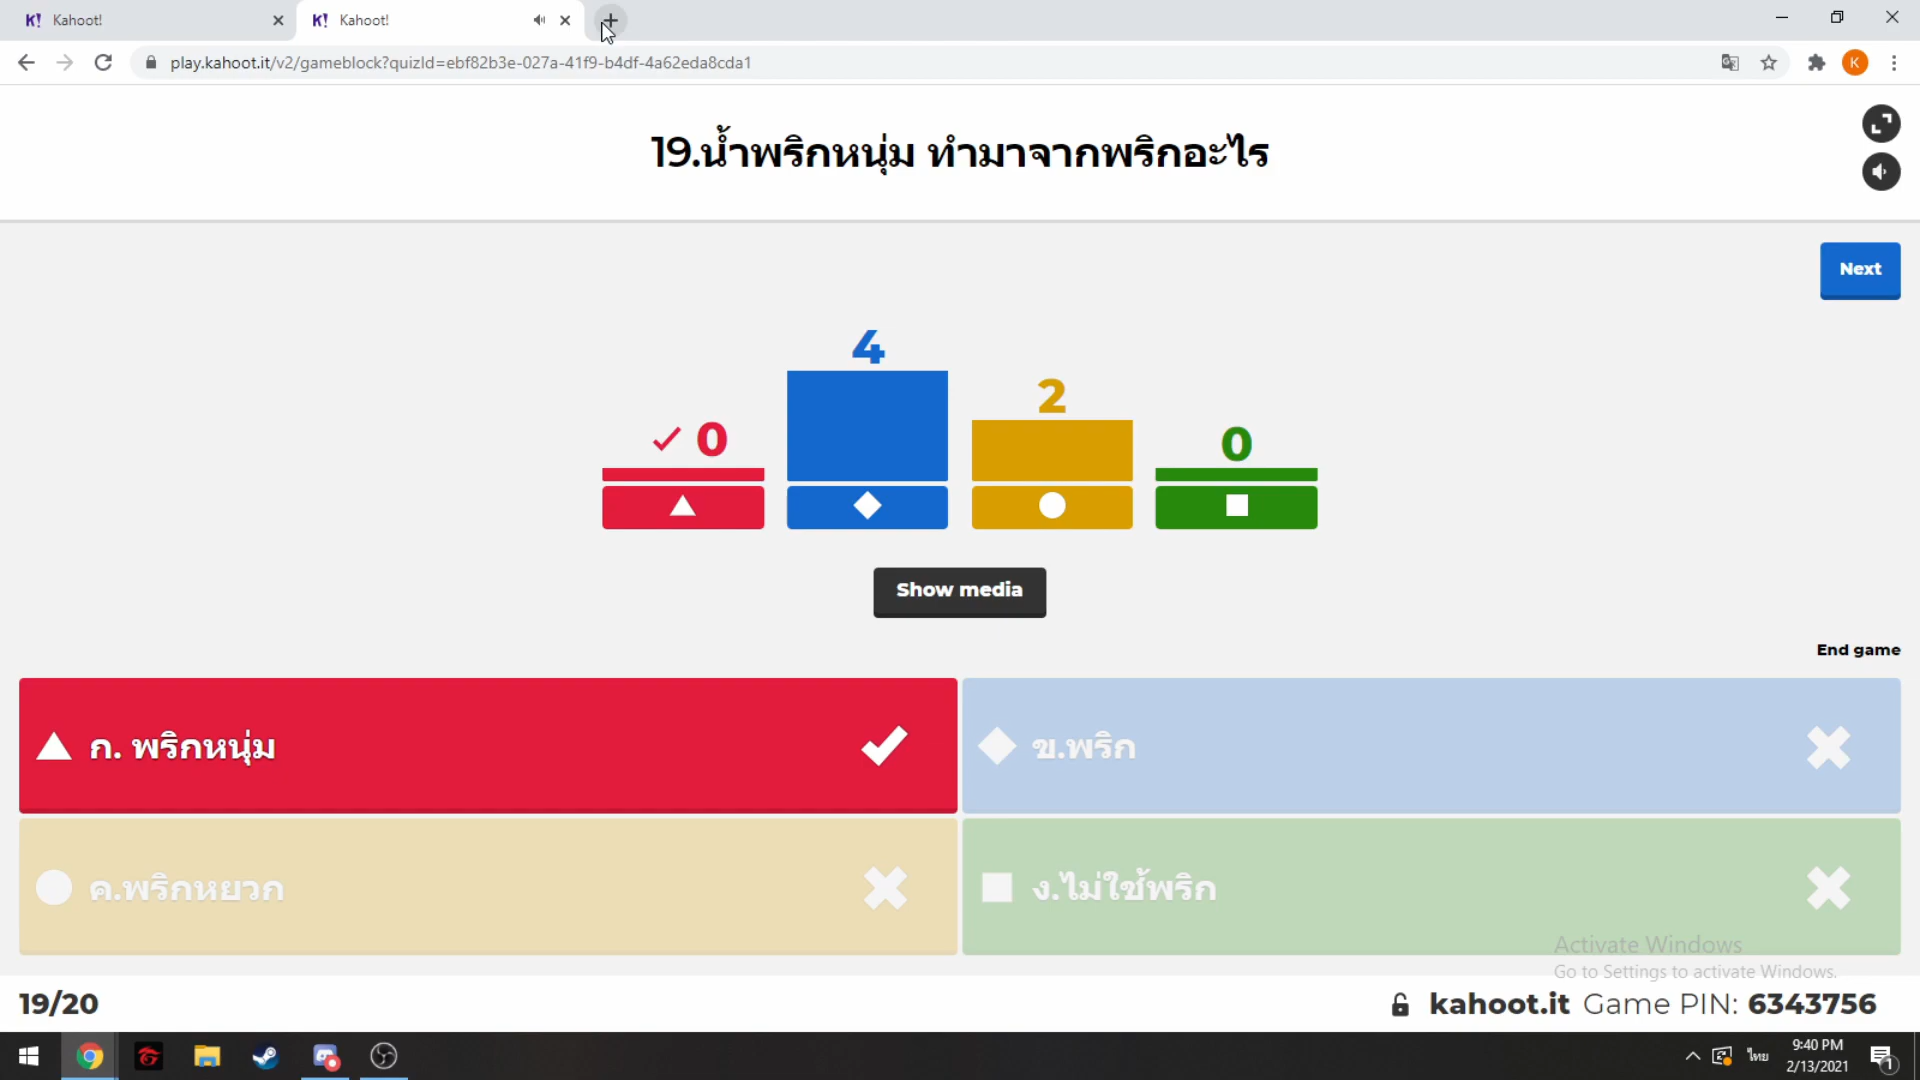 Kahoot!
Kahoot!
play.kahoot.it/v2/gameblock?quizId=ebf82b3e-027a-41f9-b4df-4a62eda8cda1
K
19.น้ำพริกหนุ่ม ทำมาจากพริกอะไร
Next
0
4
2
0
Show media
End game
ก. พริกหนุ่ม
ข.พริก
ค.พริกหยวก
ง.ไม่ใช้พริก
Activate Windows
Go to Settings to activate Windows.
19/20
kahoot.it Game PIN: 6343756
ไทย
9:40 PM
2/13/2021
1